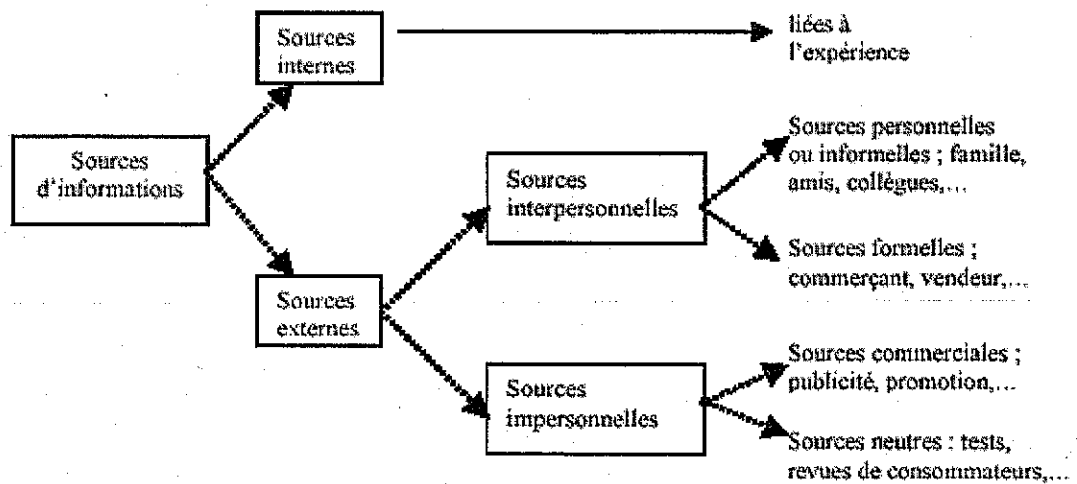 Sources
internes
liées à
l'expérience
Sources
d'informations
Sources
interpersonnelles
Sources personnelles
ou informelles ; famille,
amis, collègues,...
Sources formelles ;
commerçant, vendeur,...
Sources
externes
Sources
impersonnelles
Sources commerciales ;
publicité, promotion,...
Sources neutres : tests,
revues de consommateurs,...